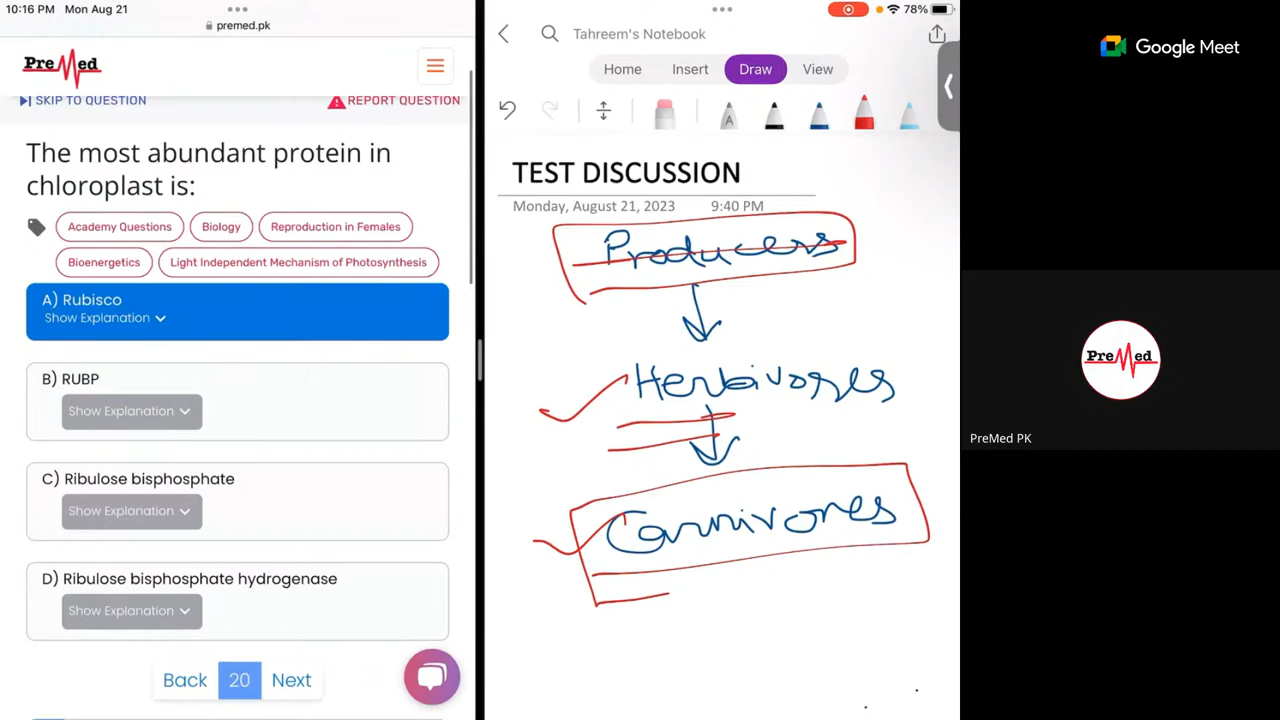 10:16 PM Mon Aug 21
premed.pk
PreMed
SKIP TO QUESTION
REPORT QUESTION
The most abundant protein in
chloroplast is:
Academy Questions
Biology
Reproduction in Females
Bioenergetics
Light Independent Mechanism of Photosynthesis
A) Rubisco
Show Explanation
B) RUBP
Show Explanation
C) Ribulose bisphosphate
Show Explanation
D) Ribulose bisphosphate hydrogenase
Show Explanation
Back 20 Next
78%
Tahreem's Notebook
Home Insert Draw View
A
TEST DISCUSSION
Monday, August 21, 2023 9:40 PM
Producers
Herbivores
Carnivores
Google Meet
PreMed
PreMed PK